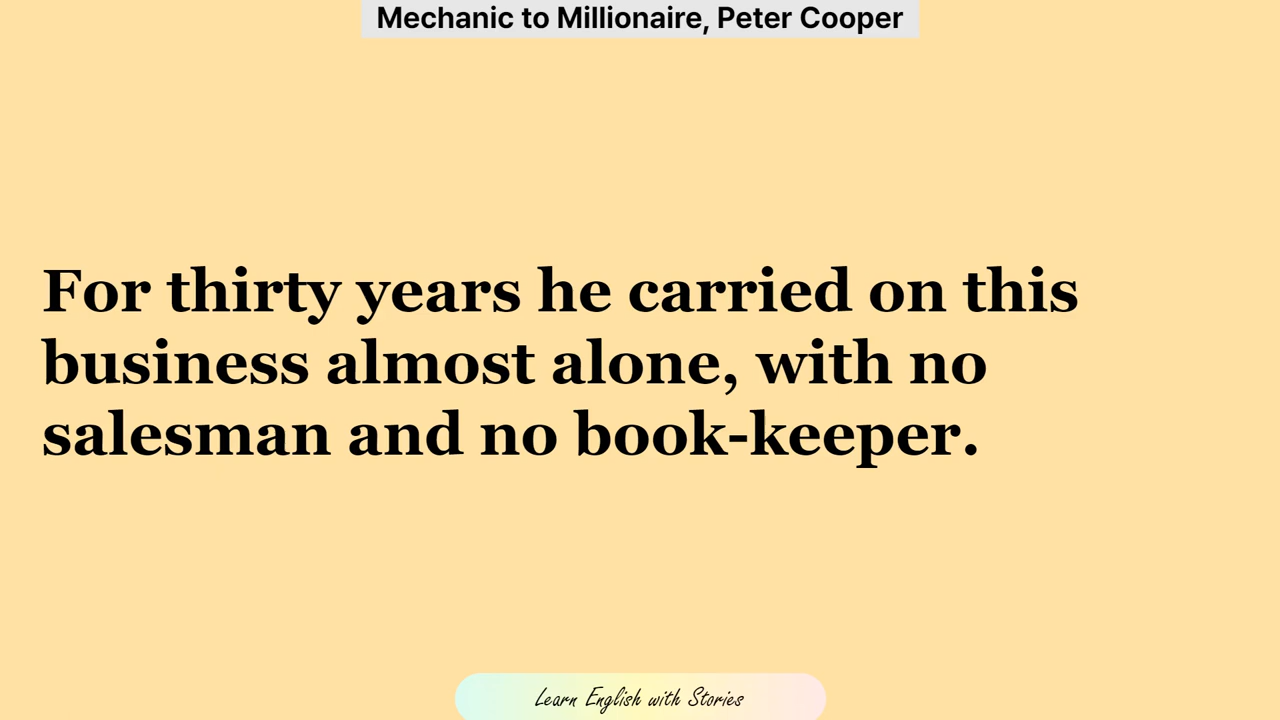 Mechanic to Millionaire, Peter Cooper
For thirty years he carried on this
business almost alone, with no
salesman and no book-keeper.
Learn English with Stories